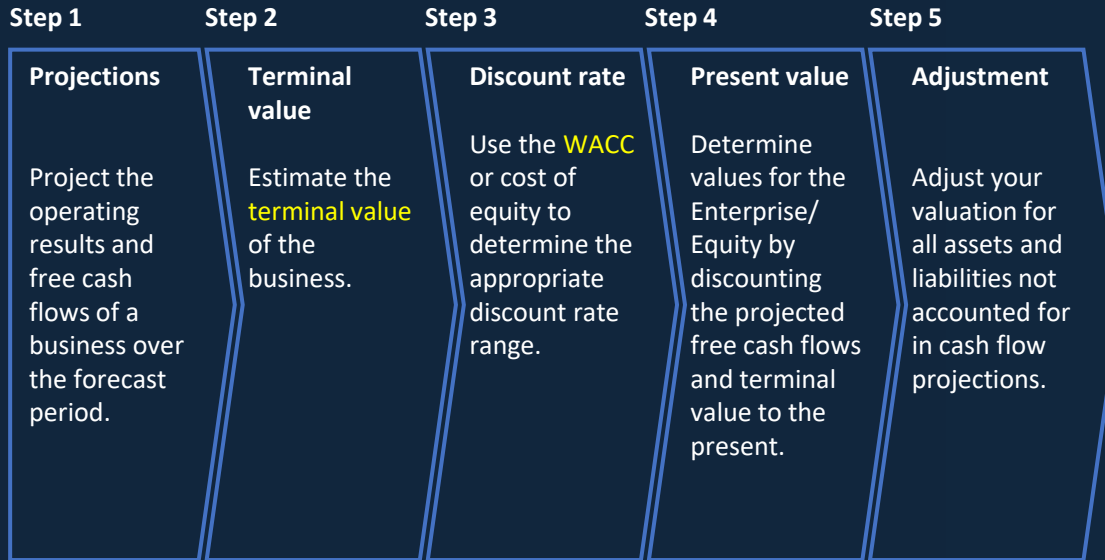 Step 1
Projections
Project the
operating
results and
free cash
flows of a
business over
the forecast
period.
Step 2
Terminal
value
Estimate the
terminal value
of the
business.
Step 3
Discount rate
Use the WACC
or cost of
equity to
determine the
appropriate
discount rate
range.
Step 4
Present value
Determine
values for the
Enterprise/
Equity by
discounting
the projected
free cash flows
and terminal
value to the
present.
Step 5
Adjustment
Adjust your
valuation for
all assets and
liabilities not
accounted for
in cash flow
projections.